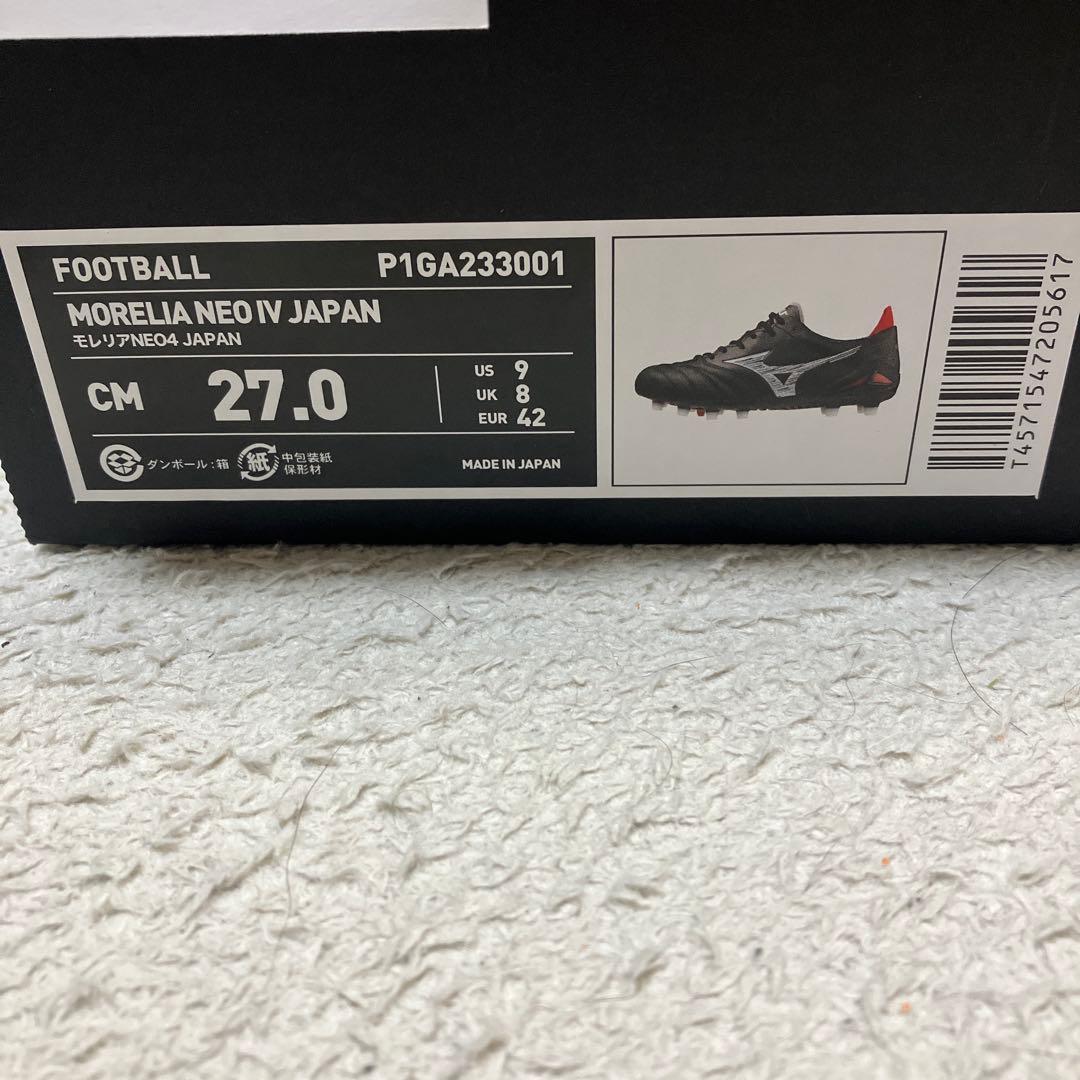 FOOTBALL P1GA233001
MORELIA NEO IV JAPAN
モレリアNEO4 JAPAN
CM 27.0
US 9
UK 8
EUR 42
ダンボール:箱
紙 中包装紙
保形材
MADE IN JAPAN
T4571547205617